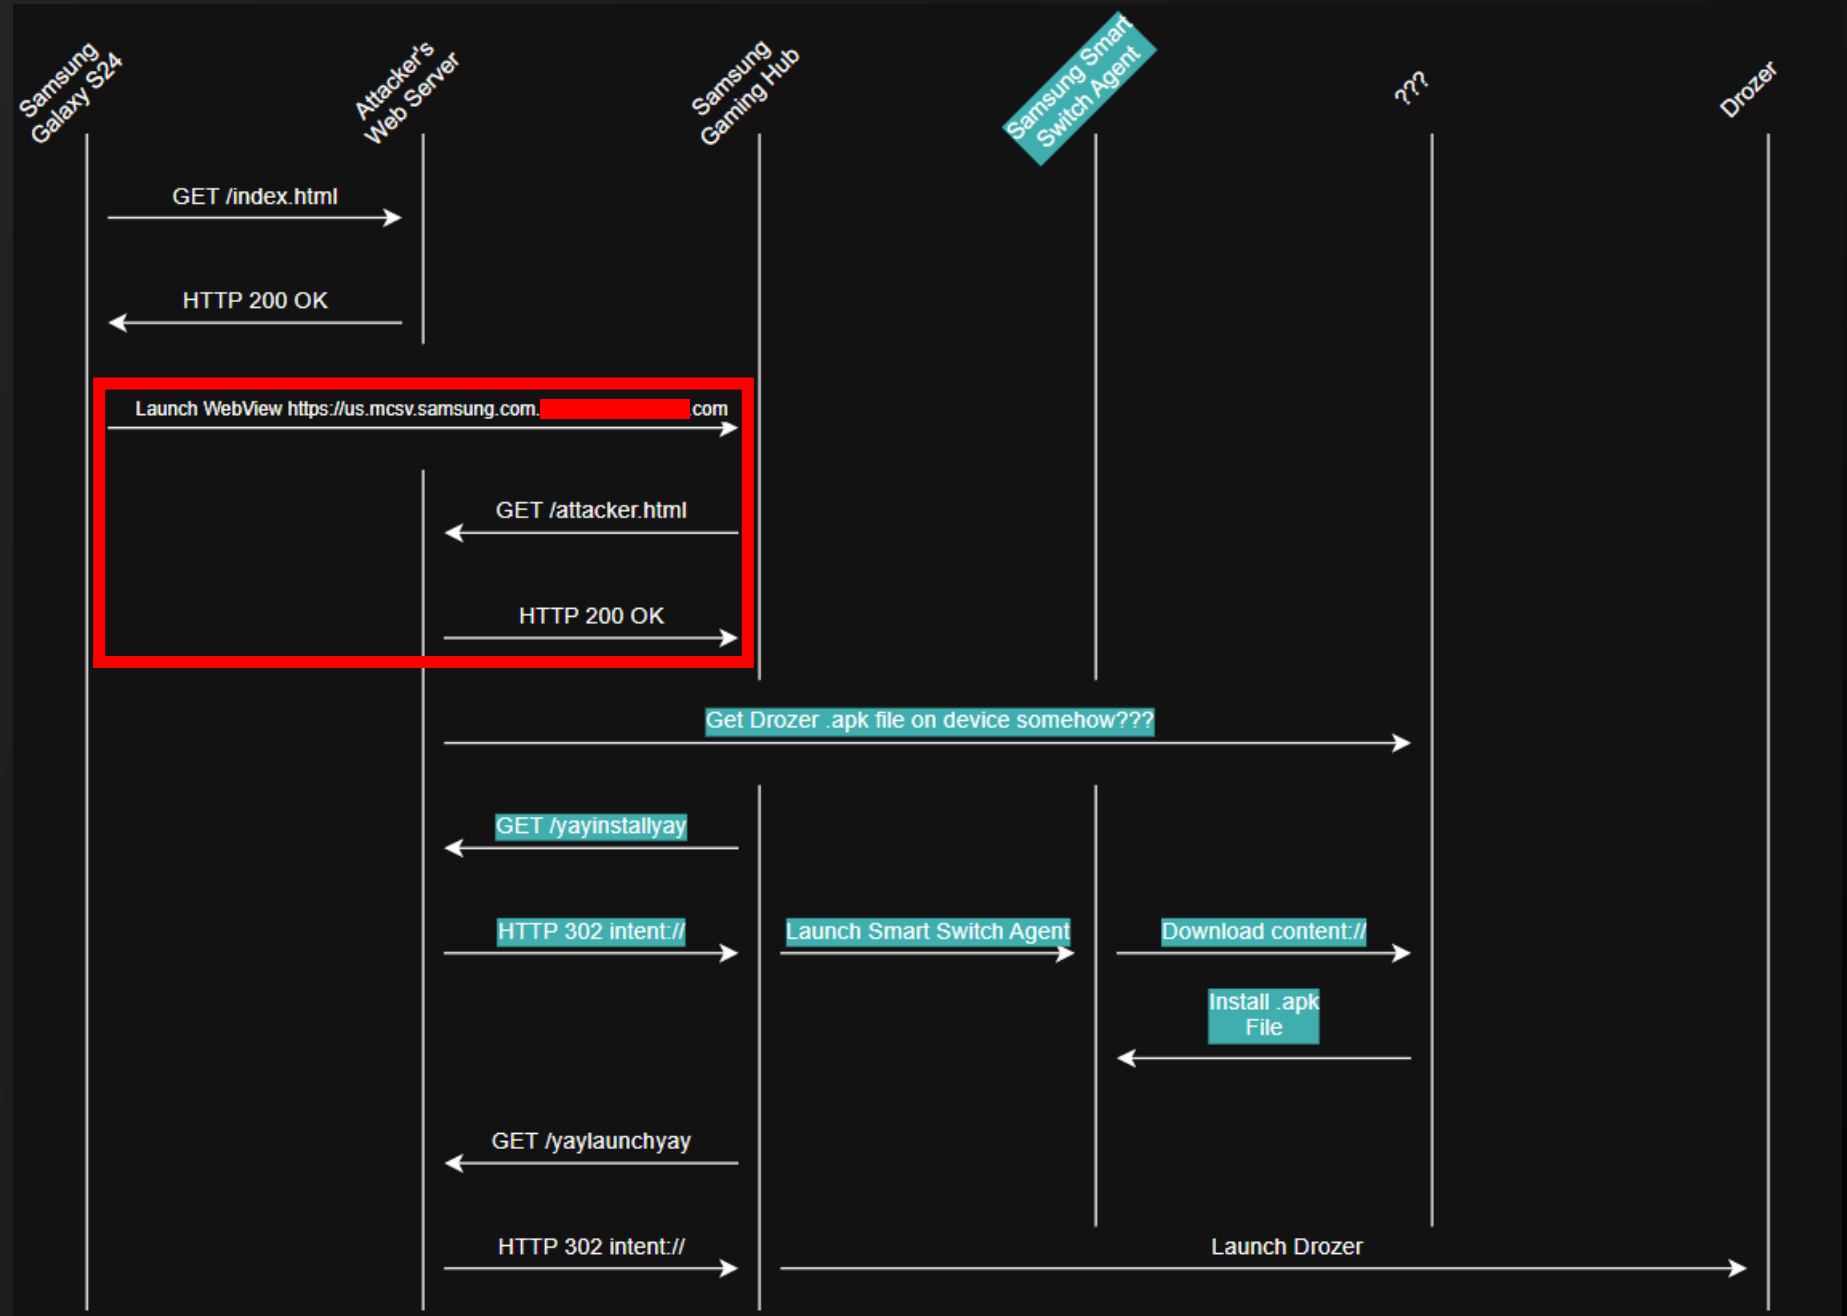 Samsung
Galaxy S24
Attacker's
Web Server
Samsung
Gaming Hub
Samsung Smart
Switch Agent
???
Drozer
GET /index.html
HTTP 200 OK
Launch WebView https://us.mcsv.samsung.com. .com
GET /attacker.html
HTTP 200 OK
Get Drozer .apk file on device somehow???
GET /yayinstallyay
HTTP 302 intent://
Launch Smart Switch Agent
Download content://
Install .apk
File
GET /yaylaunchyay
HTTP 302 intent://
Launch Drozer